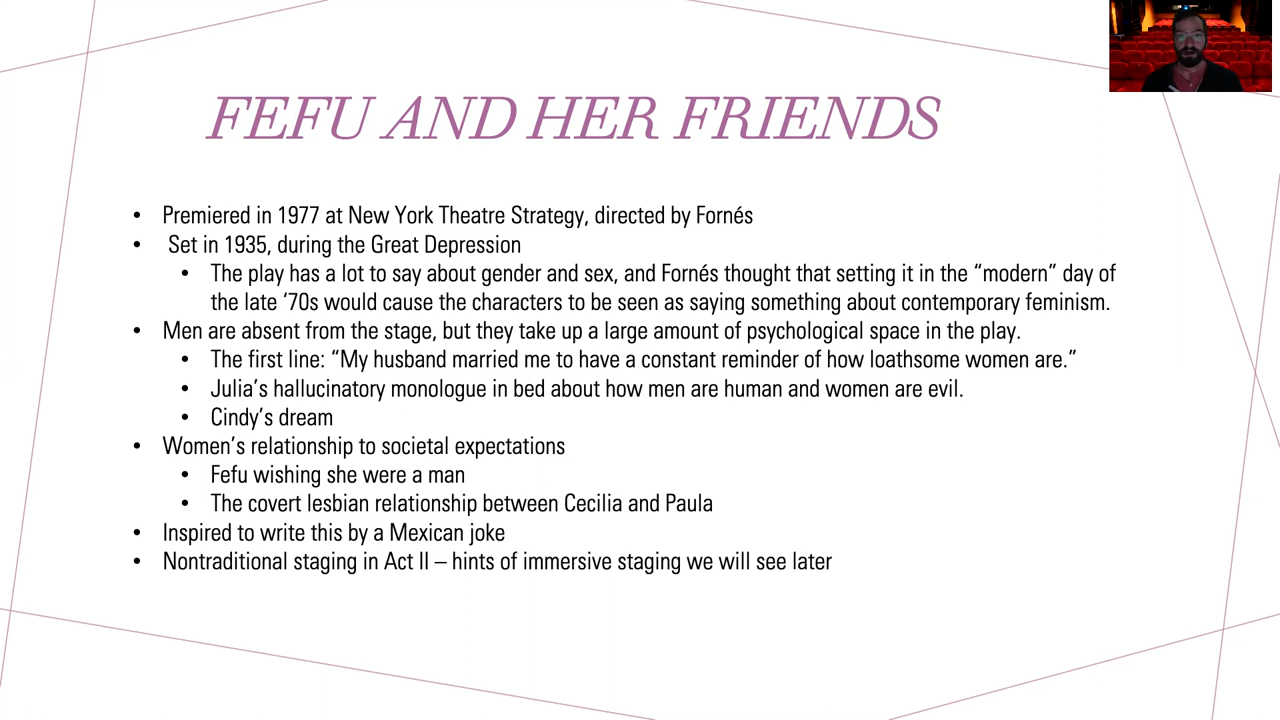 FEFU AND HER FRIENDS
• Premiered in 1977 at New York Theatre Strategy, directed by Fornés
• Set in 1935, during the Great Depression
• The play has a lot to say about gender and sex, and Fornés thought that setting it in the “modern” day of
the late ‘70s would cause the characters to be seen as saying something about contemporary feminism.
• Men are absent from the stage, but they take up a large amount of psychological space in the play.
• The first line: “My husband married me to have a constant reminder of how loathsome women are.”
• Julia’s hallucinatory monologue in bed about how men are human and women are evil.
• Cindy’s dream
• Women’s relationship to societal expectations
• Fefu wishing she were a man
• The covert lesbian relationship between Cecilia and Paula
• Inspired to write this by a Mexican joke
• Nontraditional staging in Act II – hints of immersive staging we will see later